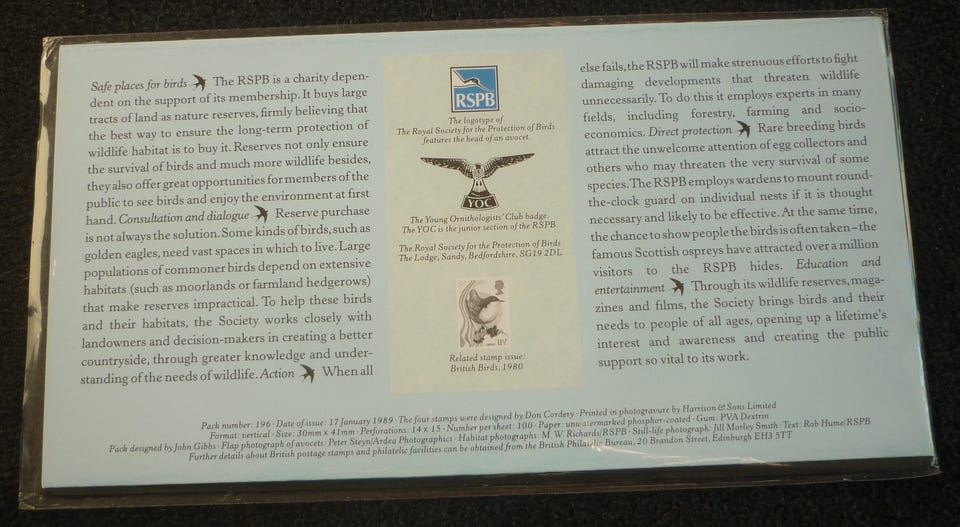 Safe places for birds The RSPB is a charity depen-
dent on the support of its membership. It buys large
tracts of land as nature reserves, firmly believing that
the best way to ensure the long-term protection of
wildlife habitat is to buy it. Reserves not only ensure
the survival of birds and much more wildlife besides,
they also offer great opportunities for members of the
public to see birds and enjoy the environment at first
hand. Consultation and dialogue Reserve purchase
is not always the solution. Some kinds of birds, such as
golden eagles, need vast spaces in which to live. Large
populations of commoner birds depend on extensive
habitats (such as moorlands or farmland hedgerows)
that make reserves impractical. To help these birds
and their habitats, the Society works closely with
landowners and decision-makers in creating a better
countryside, through greater knowledge and under-
standing of the needs of wildlife. Action When all
RSPB
The logotype of
The Royal Society for the Protection of Birds
features the head of an avocet.
YOC
The Young Ornithologists' Club badge.
The YOC is the junior section of the RSPB.
The Royal Society for the Protection of Birds
The Lodge, Sandy, Bedfordshire, SG19 2DL
11½
Related stamp issue:
British Birds, 1980
else fails, the RSPB will make strenuous efforts to fight
damaging developments that threaten wildlife
unnecessarily. To do this it employs experts in many
fields, including forestry, farming and socio-
economics. Direct protection Rare breeding birds
attract the unwelcome attention of egg collectors and
others who may threaten the very survival of some
species. The RSPB employs wardens to mount round-
the-clock guard on individual nests if it is thought
necessary and likely to be effective. At the same time,
the chance to show people the birds is often taken – the
famous Scottish ospreys have attracted over a million
visitors to the RSPB hides. Education and
entertainment Through its wildlife reserves, maga-
zines and films, the Society brings birds and their
needs to people of all ages, opening up a lifetime's
interest and awareness and creating the public
support so vital to its work.
Pack number: 196 · Date of issue: 17 January 1989 · The four stamps were designed by Don Cordery · Printed in photogravure by Harrison & Sons Limited
Format: vertical · Size: 30mm x 41mm · Perforations: 14 x 15 · Number per sheet: 100 · Paper: unwatermarked phosphor-coated · Gum: PVA Dextrin
Pack designed by John Gibbs · Flap photograph of avocets: Peter Steyn/Ardea Photographics · Habitat photographs: M. W. Richards/RSPB · Still-life photograph: Jill Morley Smith · Text: Rob Hume/RSPB
Further details about British postage stamps and philatelic facilities can be obtained from the British Philatelic Bureau, 20 Brandon Street, Edinburgh EH3 5TT